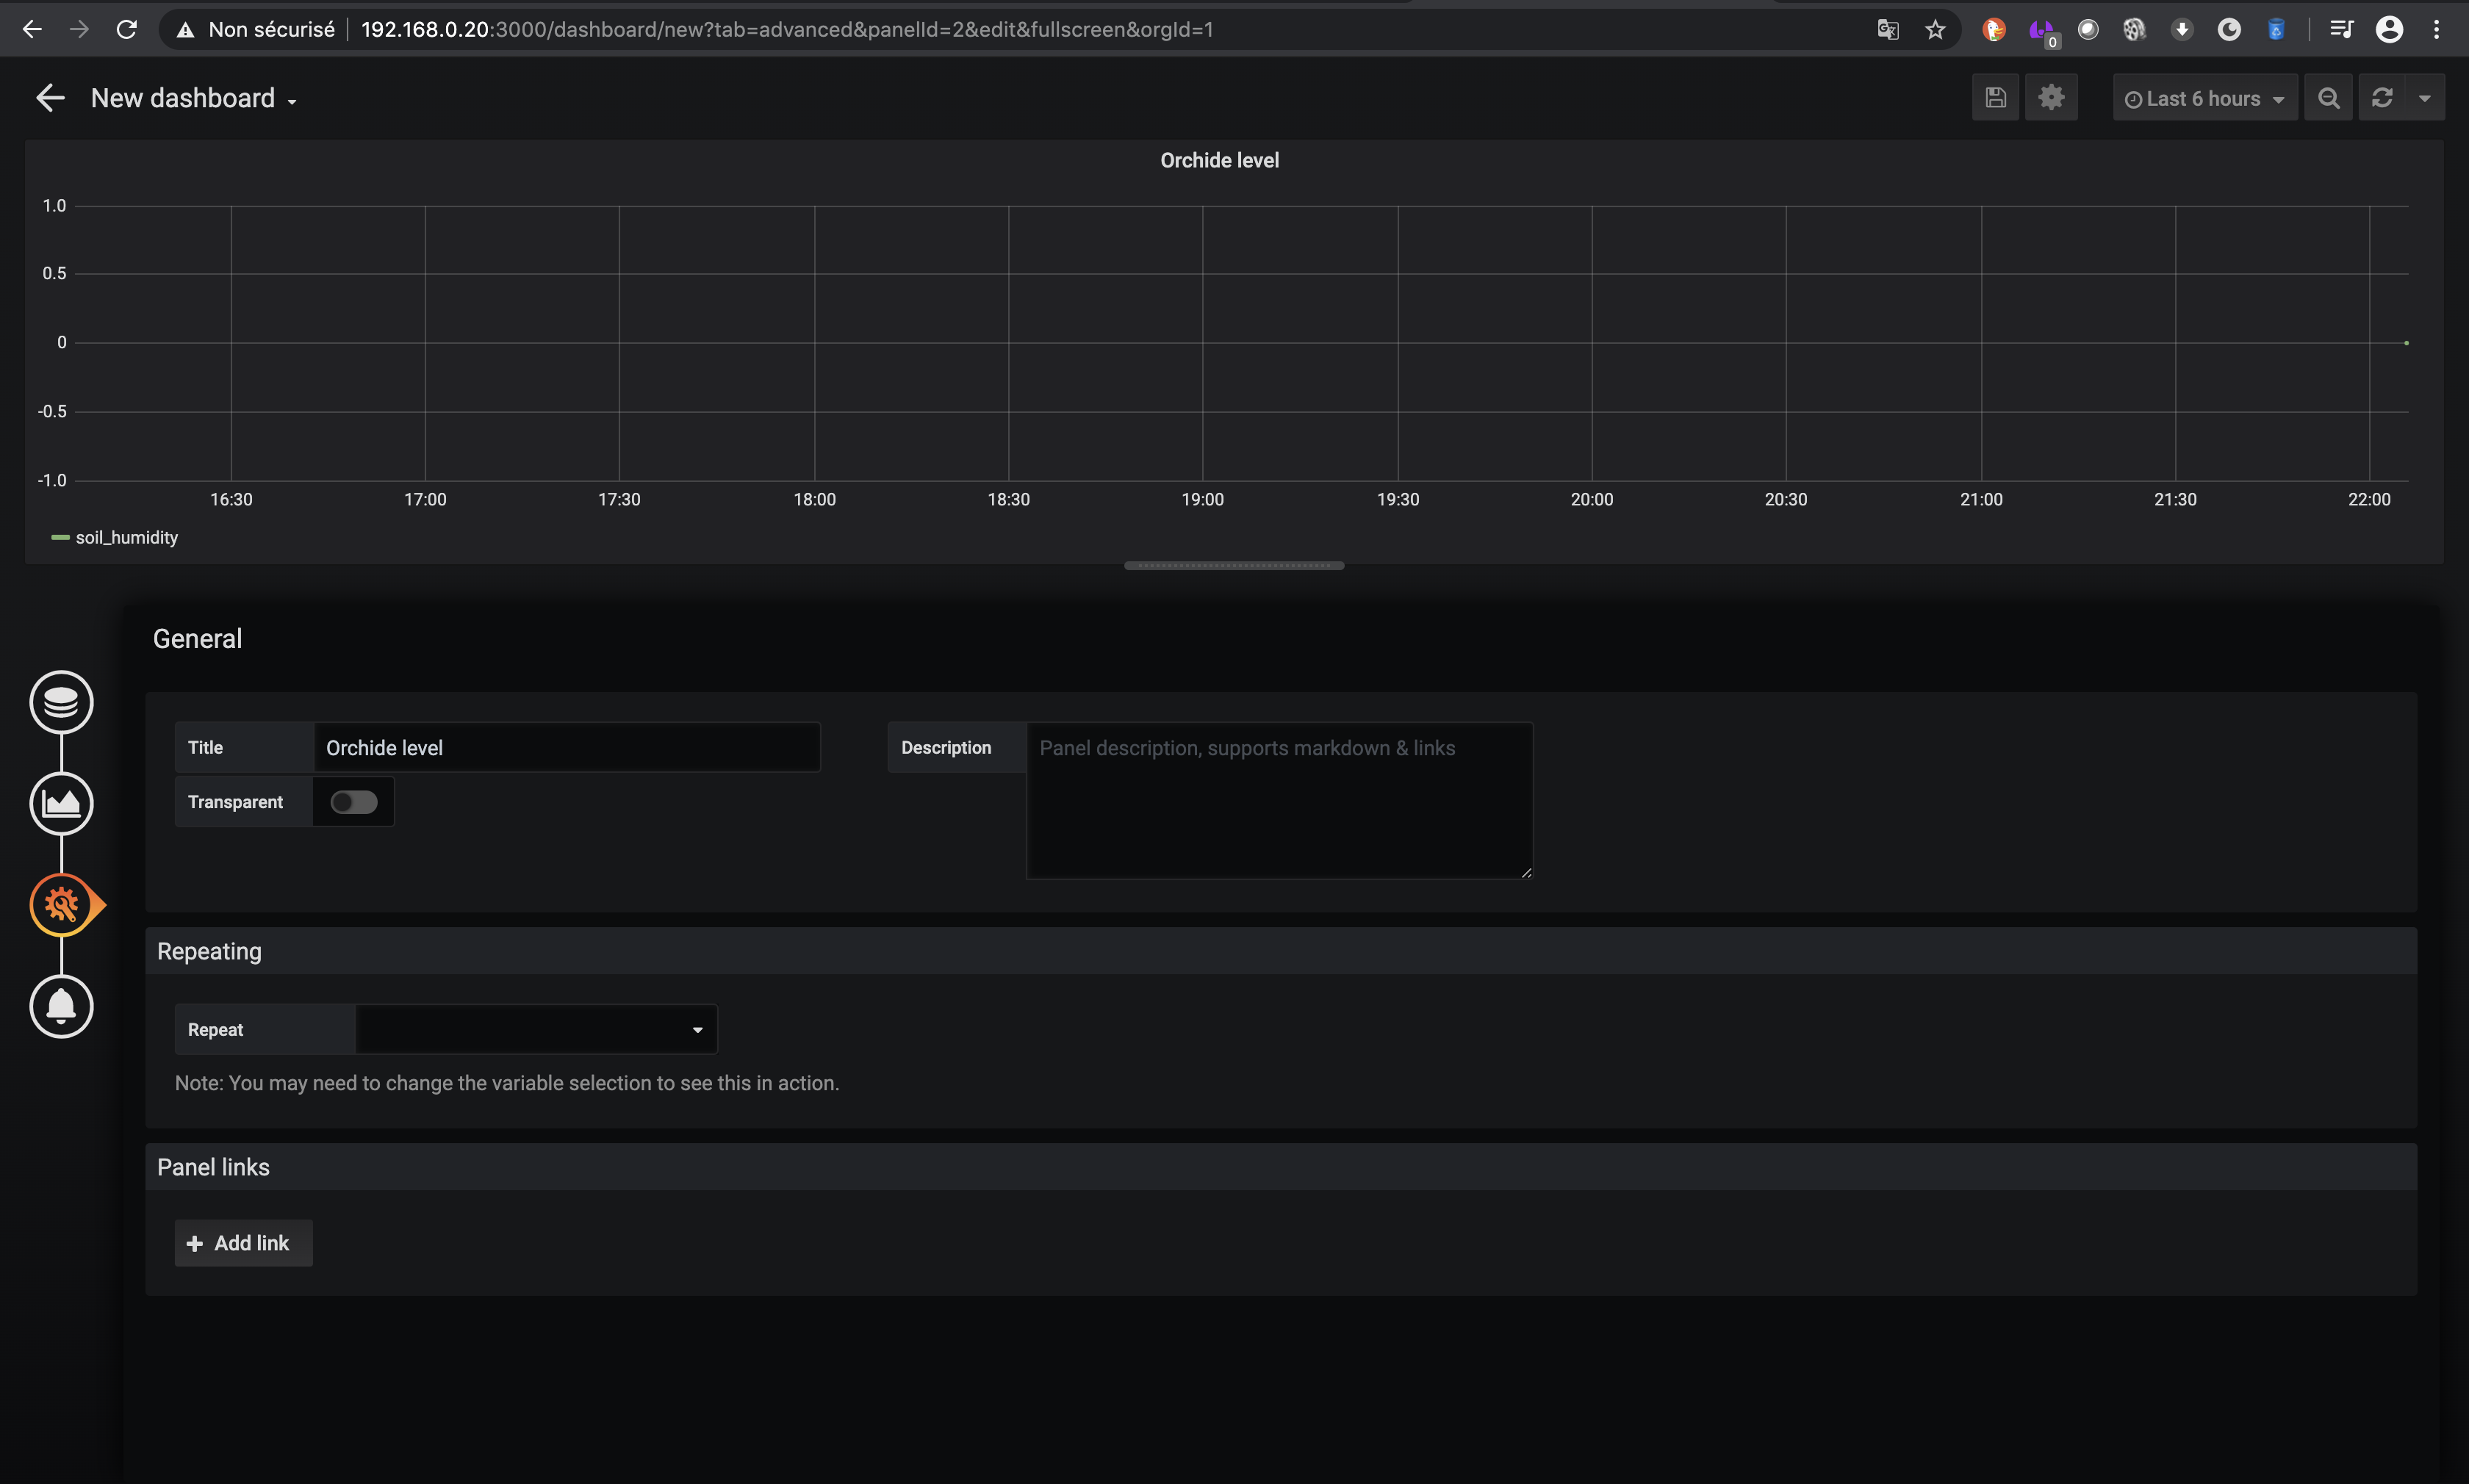 Non sécurisé 192.168.0.20:3000/dashboard/new?tab=advanced&panelId=2&edit&fullscreen&orgId=1
0
New dashboard
Last 6 hours
Orchide level
1.0
0.5
0
-0.5
-1.0
16:30 17:00 17:30 18:00 18:30 19:00 19:30 20:00 20:30 21:00 21:30 22:00
soil_humidity
General
Title Orchide level
Description Panel description, supports markdown & links
Transparent
Repeating
Repeat
Note: You may need to change the variable selection to see this in action.
Panel links
+ Add link